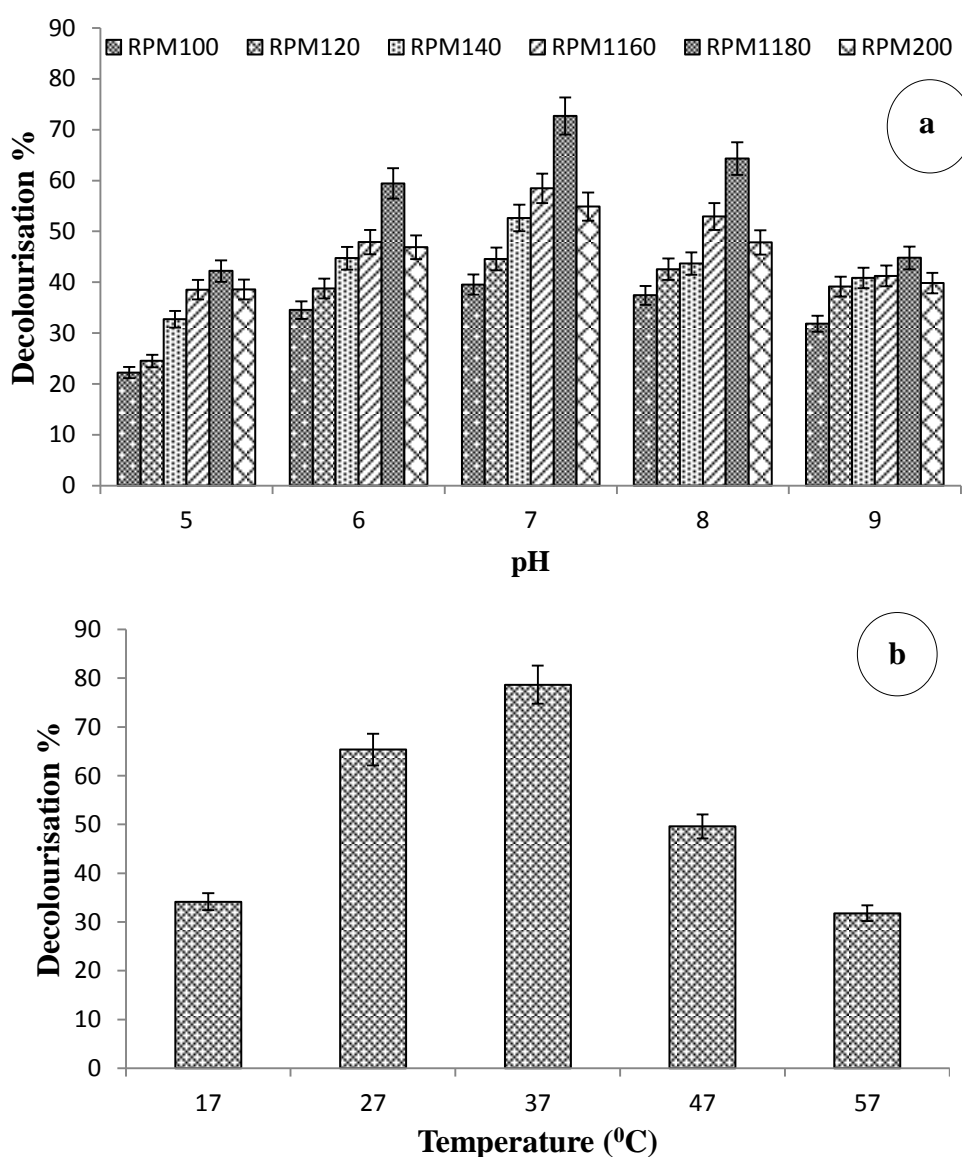 90
RPM100 RPM120 RPM140 RPM1160 RPM1180 RPM200
80
70
60
50
40
30
20
10
0
Decolourisation %
a
5 6 7 8 9
pH
90
80
70
60
50
40
30
20
10
0
Decolourisation %
b
17 27 37 47 57
Temperature (⁰C)